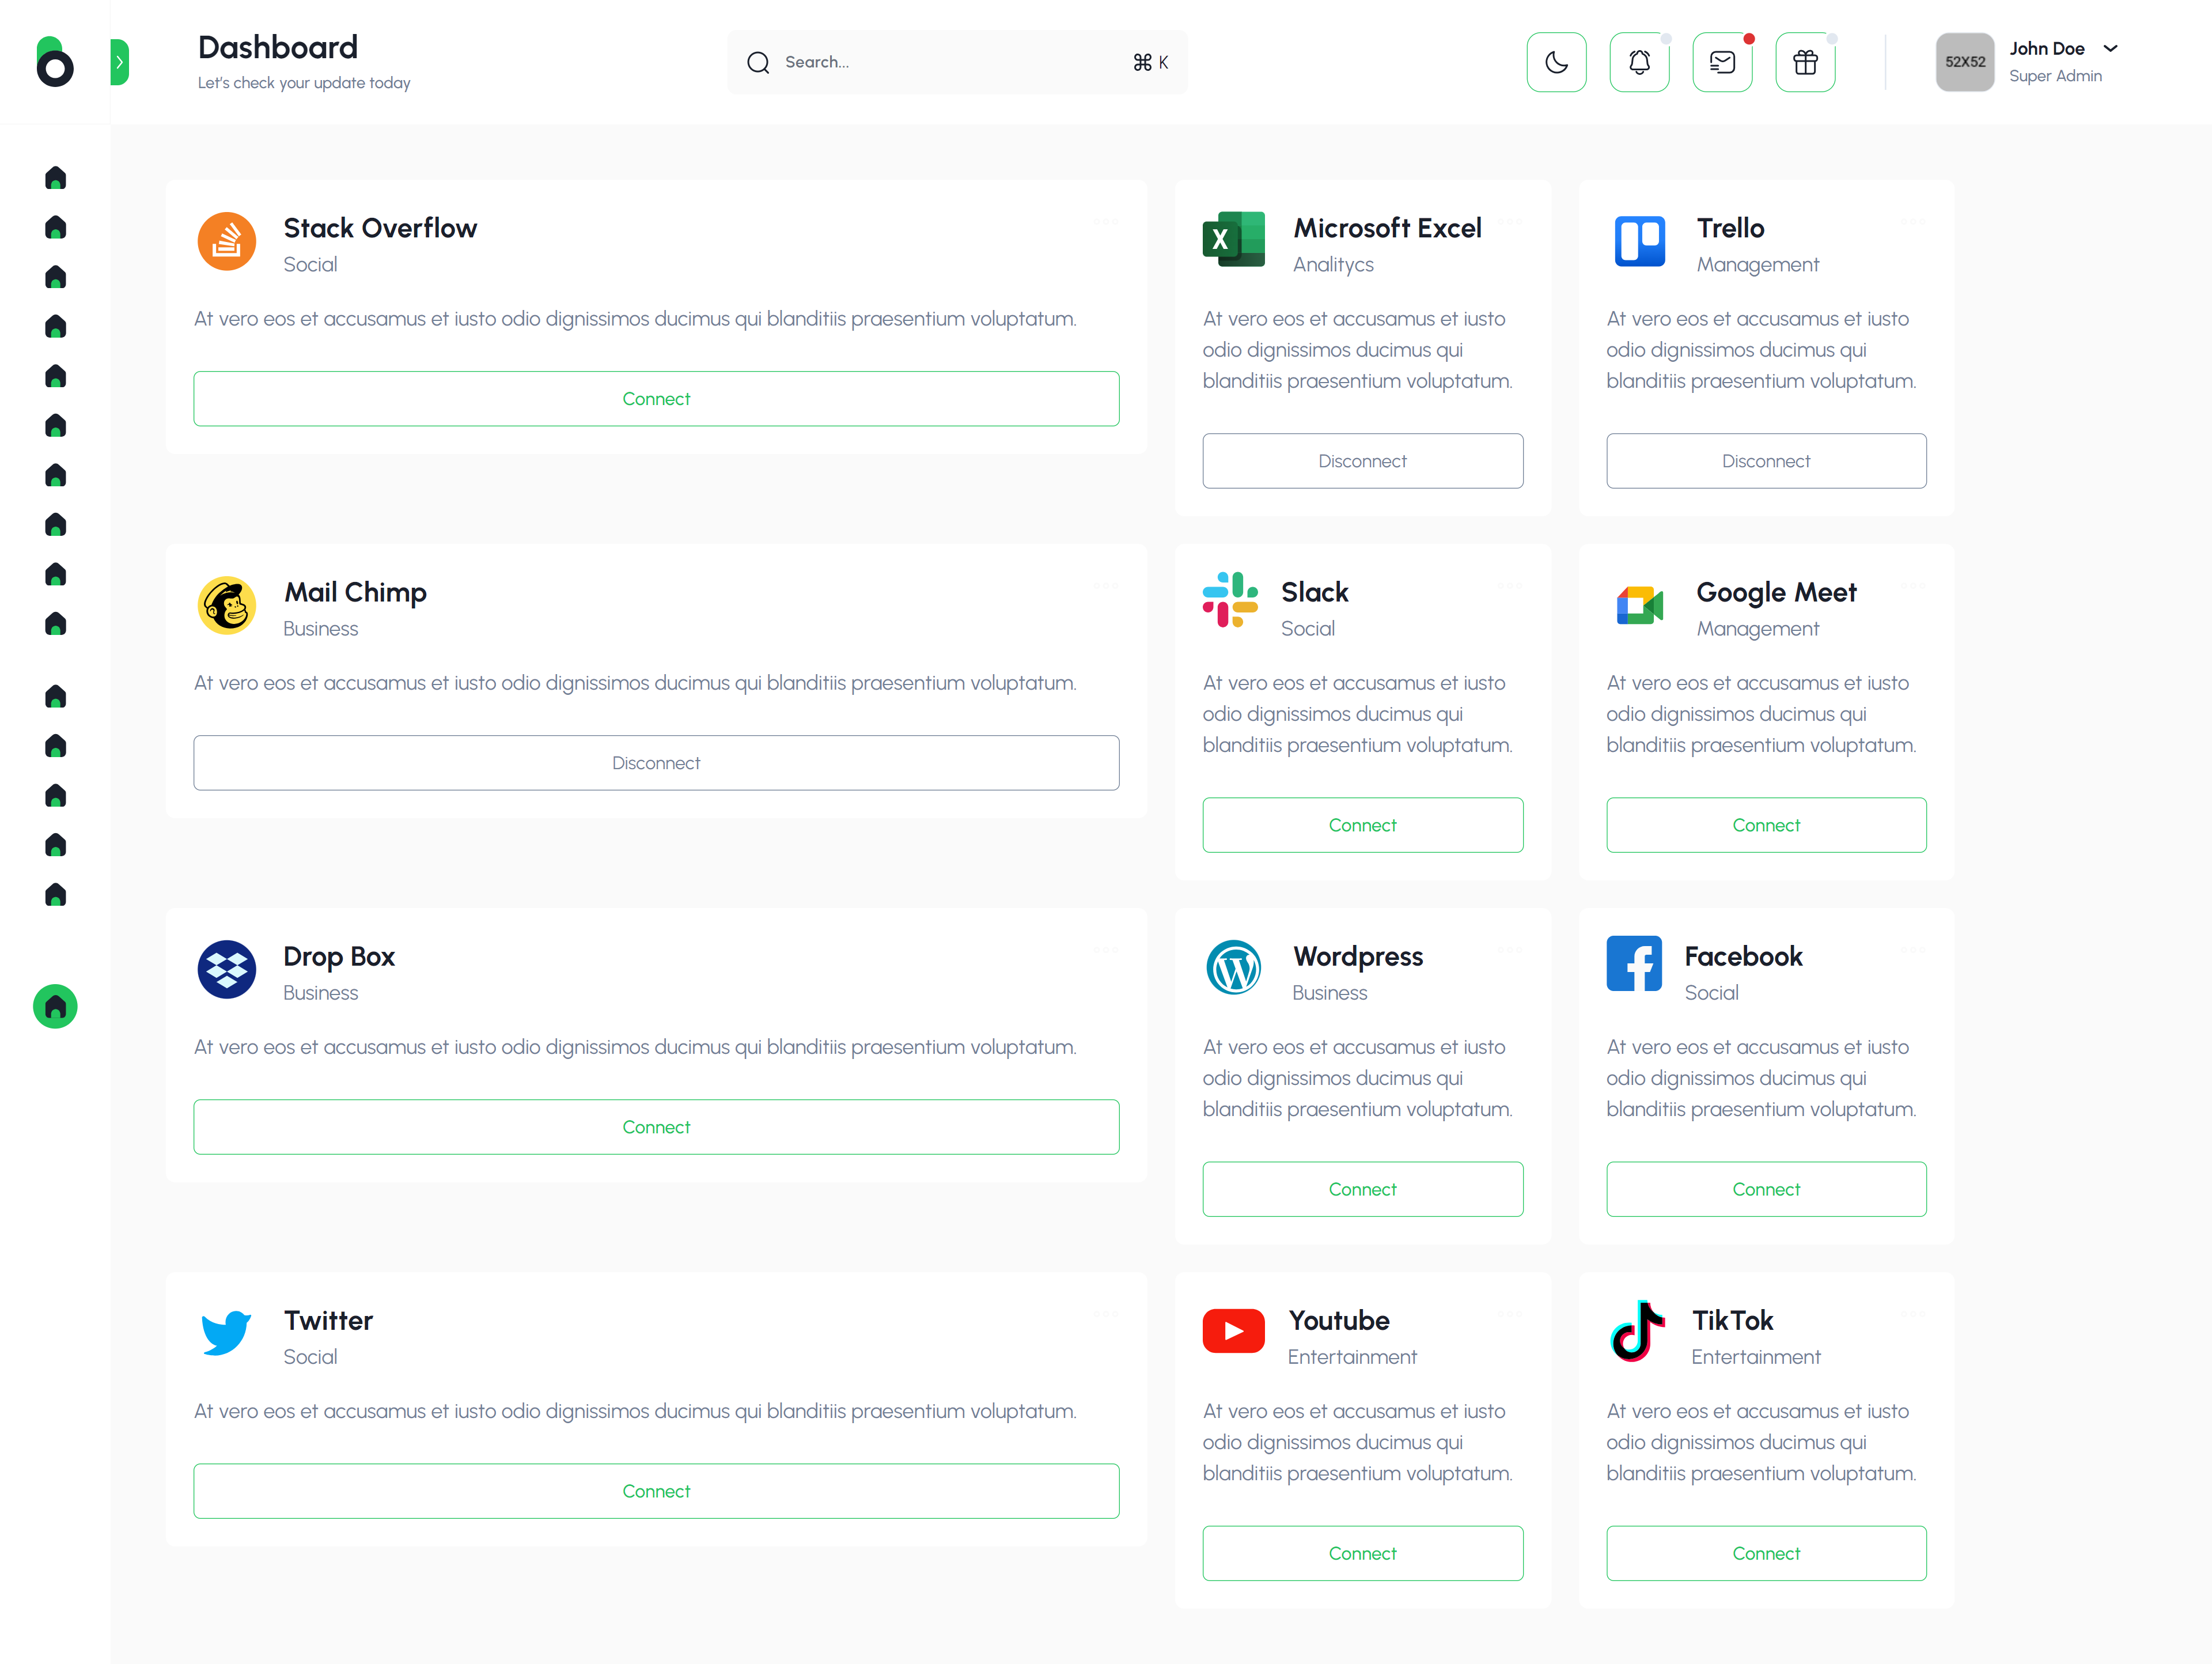 Dashboard
Let's check your update today
Search...
⌘ K
52X52
John Doe
Super Admin
Stack Overflow
Social
At vero eos et accusamus et iusto odio dignissimos ducimus qui blanditiis praesentium voluptatum.
Connect
Microsoft Excel
Analitycs
At vero eos et accusamus et iusto
odio dignissimos ducimus qui
blanditiis praesentium voluptatum.
Disconnect
Trello
Management
At vero eos et accusamus et iusto
odio dignissimos ducimus qui
blanditiis praesentium voluptatum.
Disconnect
Mail Chimp
Business
At vero eos et accusamus et iusto odio dignissimos ducimus qui blanditiis praesentium voluptatum.
Disconnect
Slack
Social
At vero eos et accusamus et iusto
odio dignissimos ducimus qui
blanditiis praesentium voluptatum.
Connect
Google Meet
Management
At vero eos et accusamus et iusto
odio dignissimos ducimus qui
blanditiis praesentium voluptatum.
Connect
Drop Box
Business
At vero eos et accusamus et iusto odio dignissimos ducimus qui blanditiis praesentium voluptatum.
Connect
Wordpress
Business
At vero eos et accusamus et iusto
odio dignissimos ducimus qui
blanditiis praesentium voluptatum.
Connect
Facebook
Social
At vero eos et accusamus et iusto
odio dignissimos ducimus qui
blanditiis praesentium voluptatum.
Connect
Twitter
Social
At vero eos et accusamus et iusto odio dignissimos ducimus qui blanditiis praesentium voluptatum.
Connect
Youtube
Entertainment
At vero eos et accusamus et iusto
odio dignissimos ducimus qui
blanditiis praesentium voluptatum.
Connect
TikTok
Entertainment
At vero eos et accusamus et iusto
odio dignissimos ducimus qui
blanditiis praesentium voluptatum.
Connect